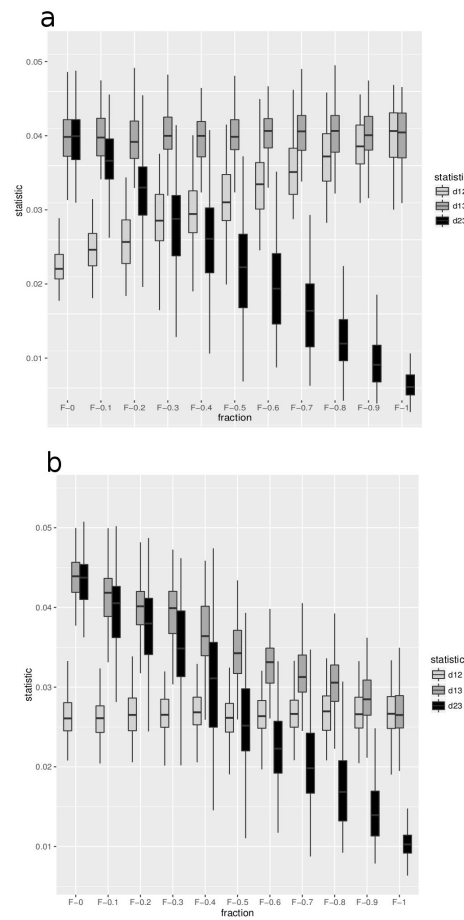 a
0.05
0.04
0.03
0.02
0.01
statistic
F-0 F-0.1 F-0.2 F-0.3 F-0.4 F-0.5 F-0.6 F-0.7 F-0.8 F-0.9 F-1
fraction
statisti
d12
d13
d23
b
0.05
0.04
0.03
0.02
0.01
statistic
F-0 F-0.1 F-0.2 F-0.3 F-0.4 F-0.5 F-0.6 F-0.7 F-0.8 F-0.9 F-1
fraction
statistic
d12
d13
d23